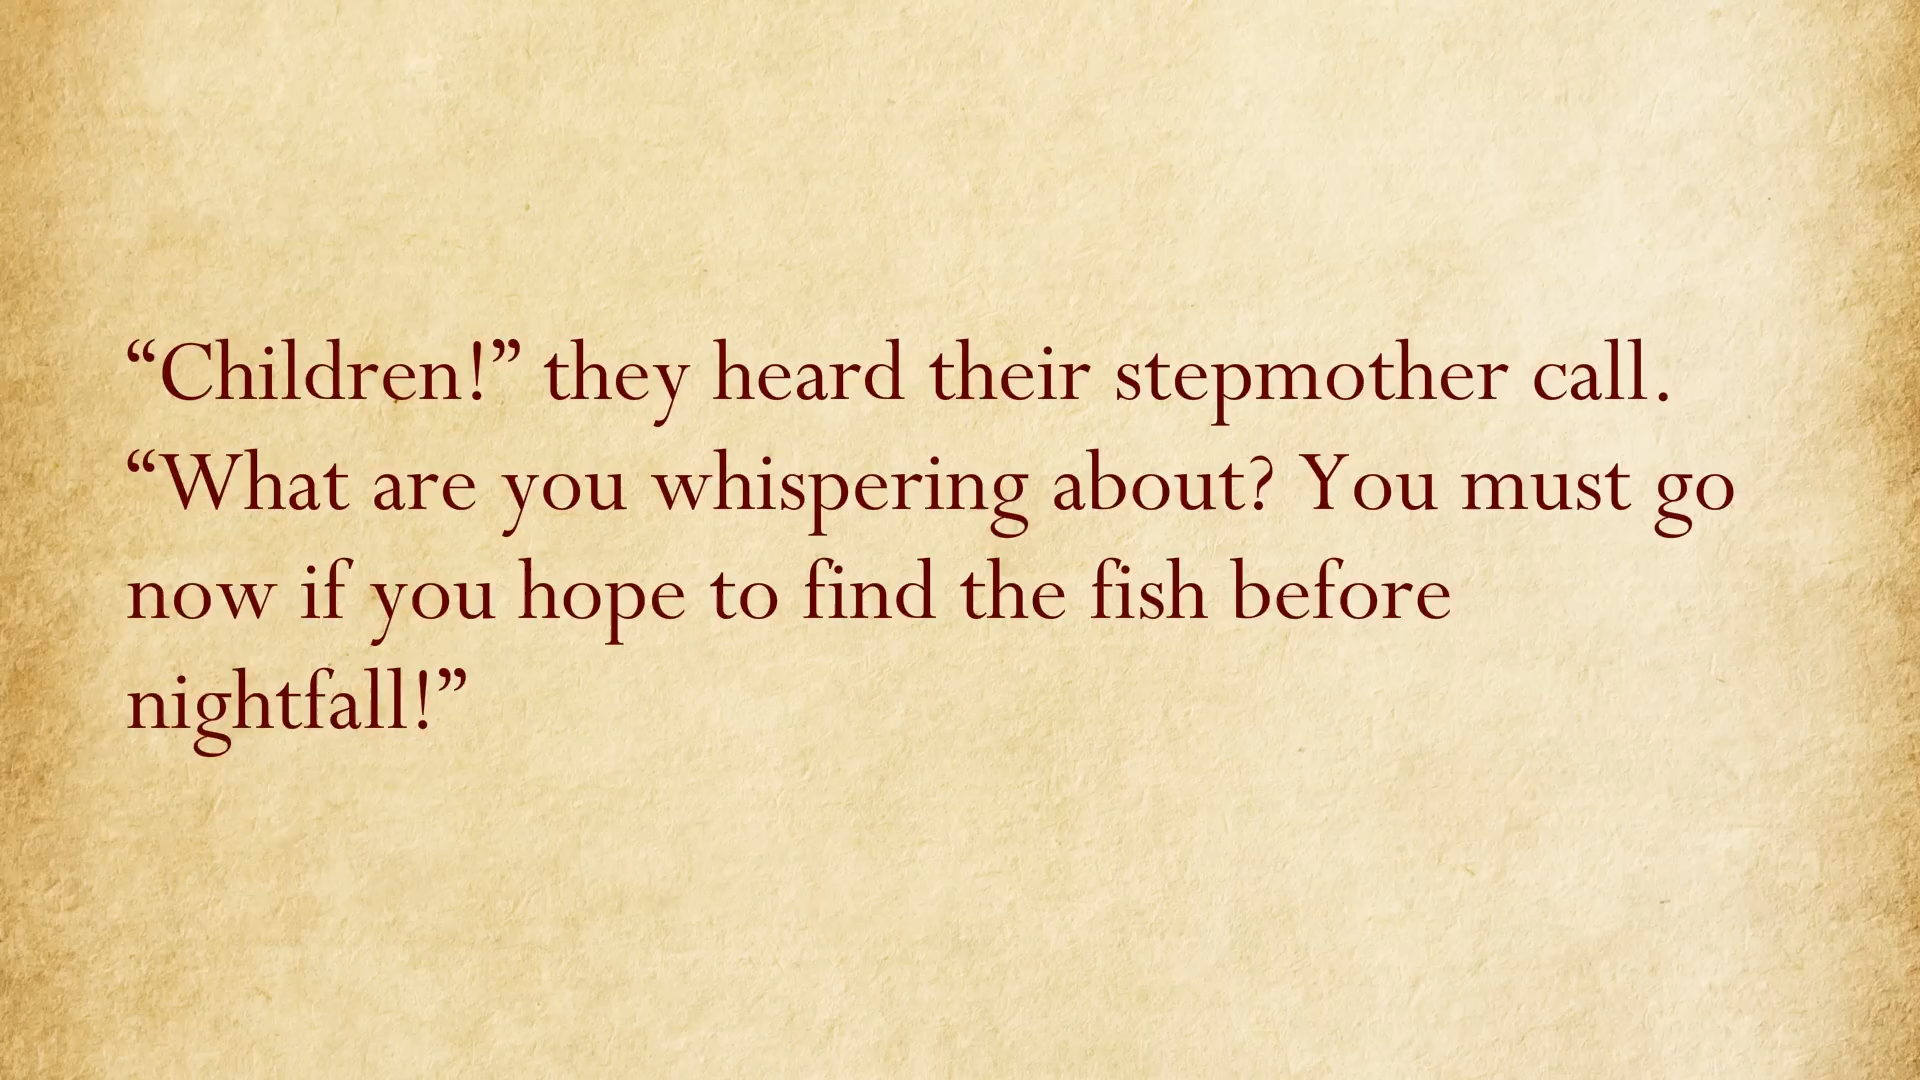 “Children!” they heard their stepmother call.
“What are you whispering about? You must go
now if you hope to find the fish before
nightfall!”